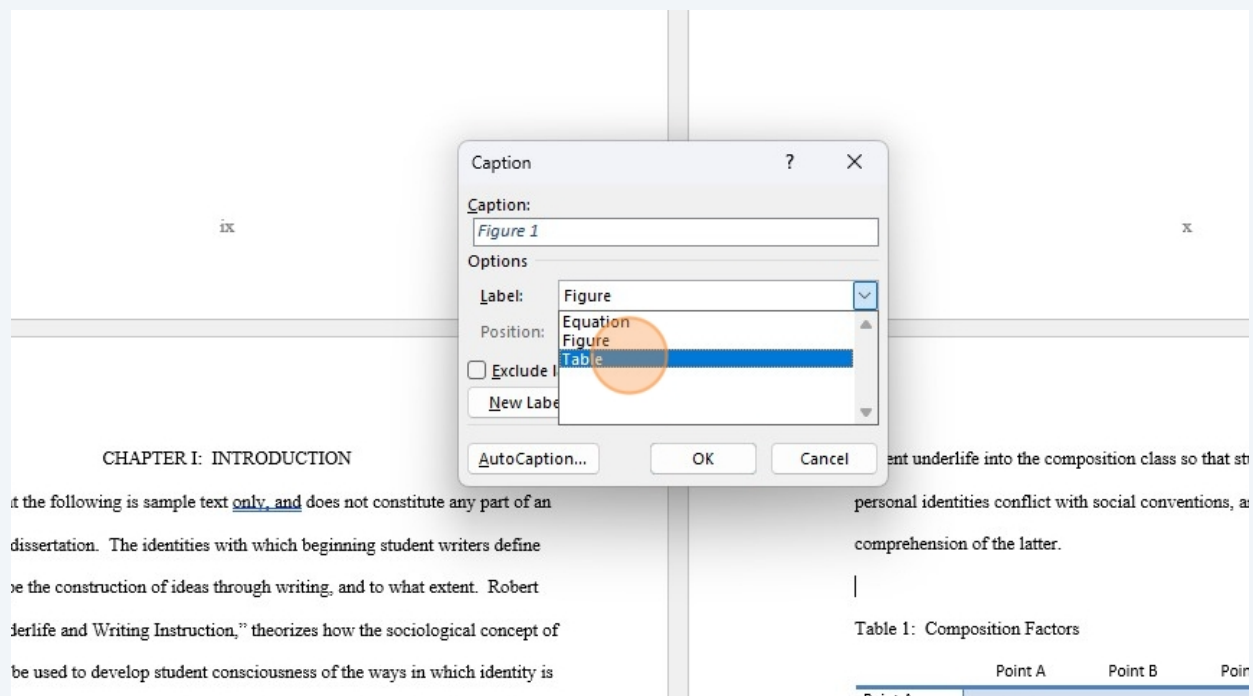 ix
x
Caption
?
Caption:
Figure 1
Options
Label:
Figure
Equation
Figure
Table
Position:
Exclude
New
AutoCaption...
OK
Cancel
CHAPTER I: INTRODUCTION
the following is sample text only, and does not constitute any part of an
dissertation. The identities with which beginning student writers define
the construction of ideas through writing, and to what extent. Robert
and Writing Instruction,” theorizes how the sociological concept of
be used to develop student consciousness of the ways in which identity is
underlife into the composition class so that
personal identities conflict with social conventions,
comprehension of the latter.
Table 1: Composition Factors
Point A Point B